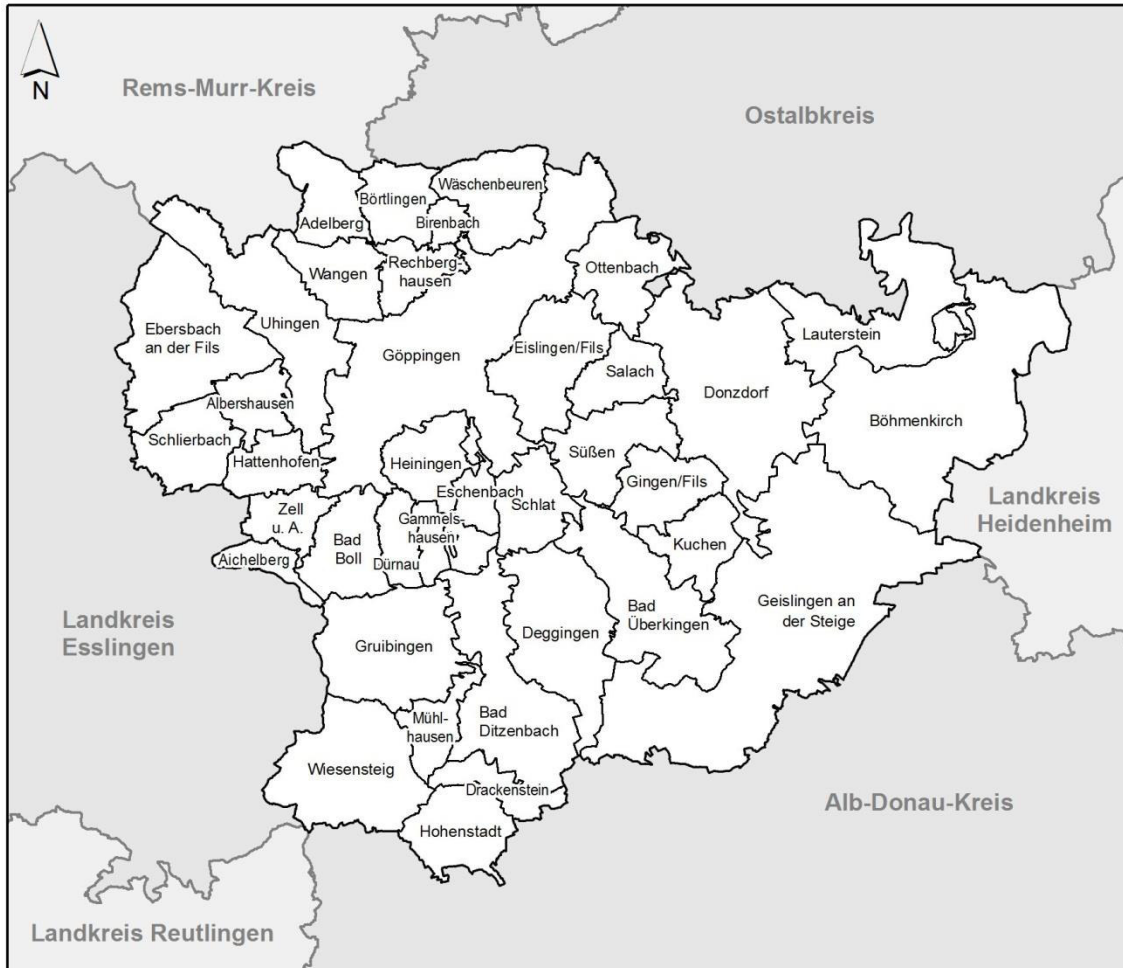 N
Rems-Murr-Kreis
Ostalbkreis
Wäschenbeuren
Börtlingen
Birenbach
Adelberg
Rechberg-
hausen
Wangen
Ottenbach
Uhingen
Ebersbach
an der Fils
Göppingen
Eislingen/Fils
Lauterstein
Salach
Donzdorf
Albershausen
Böhmenkirch
Schlierbach
Süßen
Hattenhofen
Heiningen
Gingen/Fils
Eschenbach
Schlat
Landkreis
Heidenheim
Zell
u. A.
Gammels-
hausen
Bad
Boll
Dürnau
Kuchen
Aichelberg
Landkreis
Esslingen
Geislingen an
der Steige
Bad
Überkingen
Deggingen
Gruibingen
Mühl-
hausen
Bad
Ditzenbach
Wiesensteig
Drackenstein
Hohenstadt
Alb-Donau-Kreis
Landkreis Reutlingen